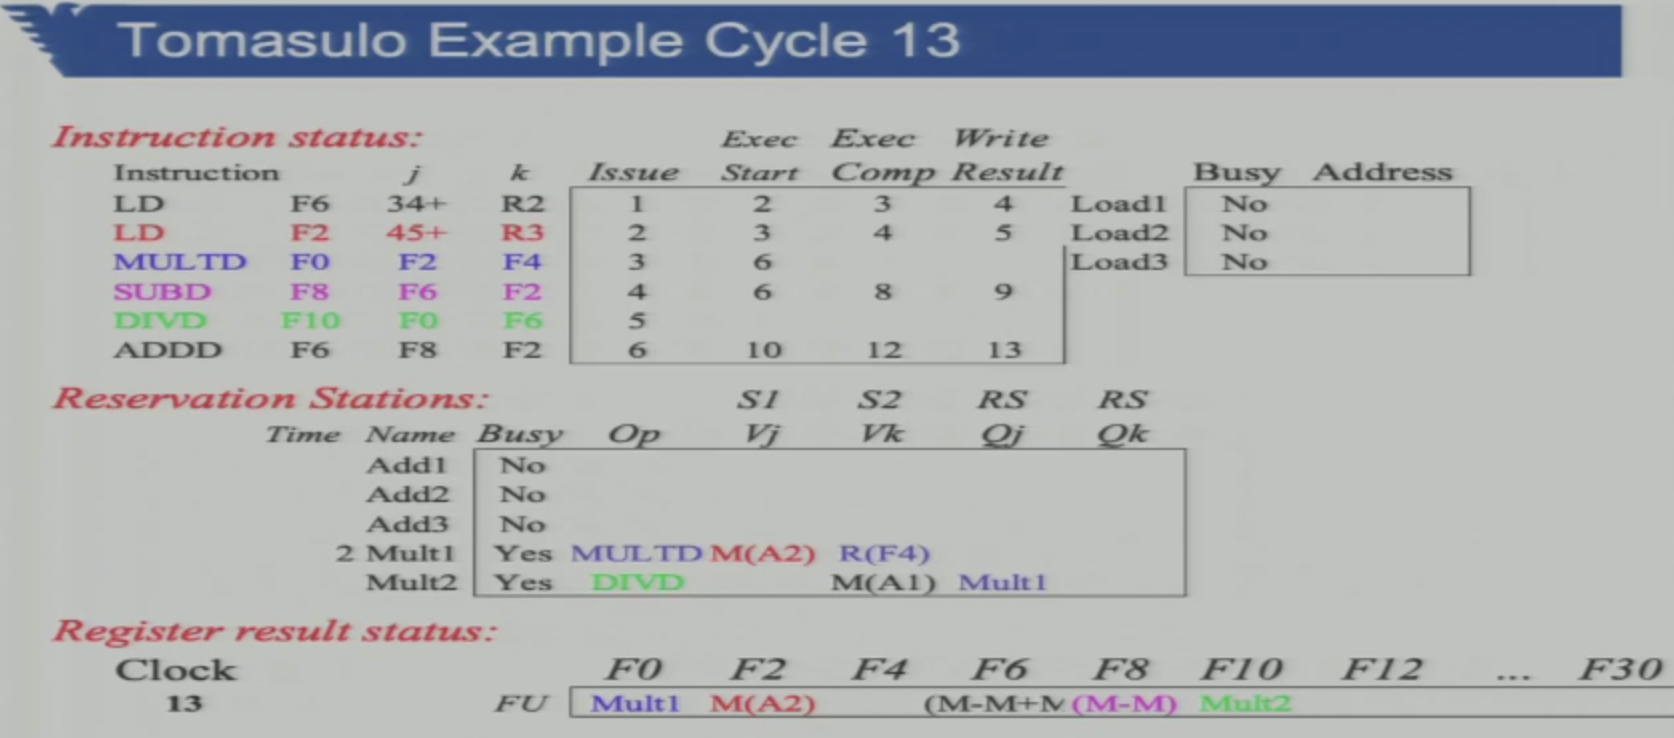 Tomasulo Example Cycle 13
Instruction status: Exec Exec Write
Instruction j k Issue Start Comp Result Busy Address
LD F6 34+ R2 1 2 3 4 Load1 No
LD F2 45+ R3 2 3 4 5 Load2 No
MULTD F0 F2 F4 3 6 Load3 No
SUBD F8 F6 F2 4 6 8 9
DIVD F10 F0 F6 5
ADDD F6 F8 F2 6 10 12 13
Reservation Stations: S1 S2 RS RS
Time Name Busy Op Vj Vk Qj Qk
Add1 No
Add2 No
Add3 No
2 Mult1 Yes MULTD M(A2) R(F4)
Mult2 Yes DIVD M(A1) Mult1
Register result status:
Clock F0 F2 F4 F6 F8 F10 F12 ... F30
13 FU Mult1 M(A2) (M-M+M (M-M) Mult2